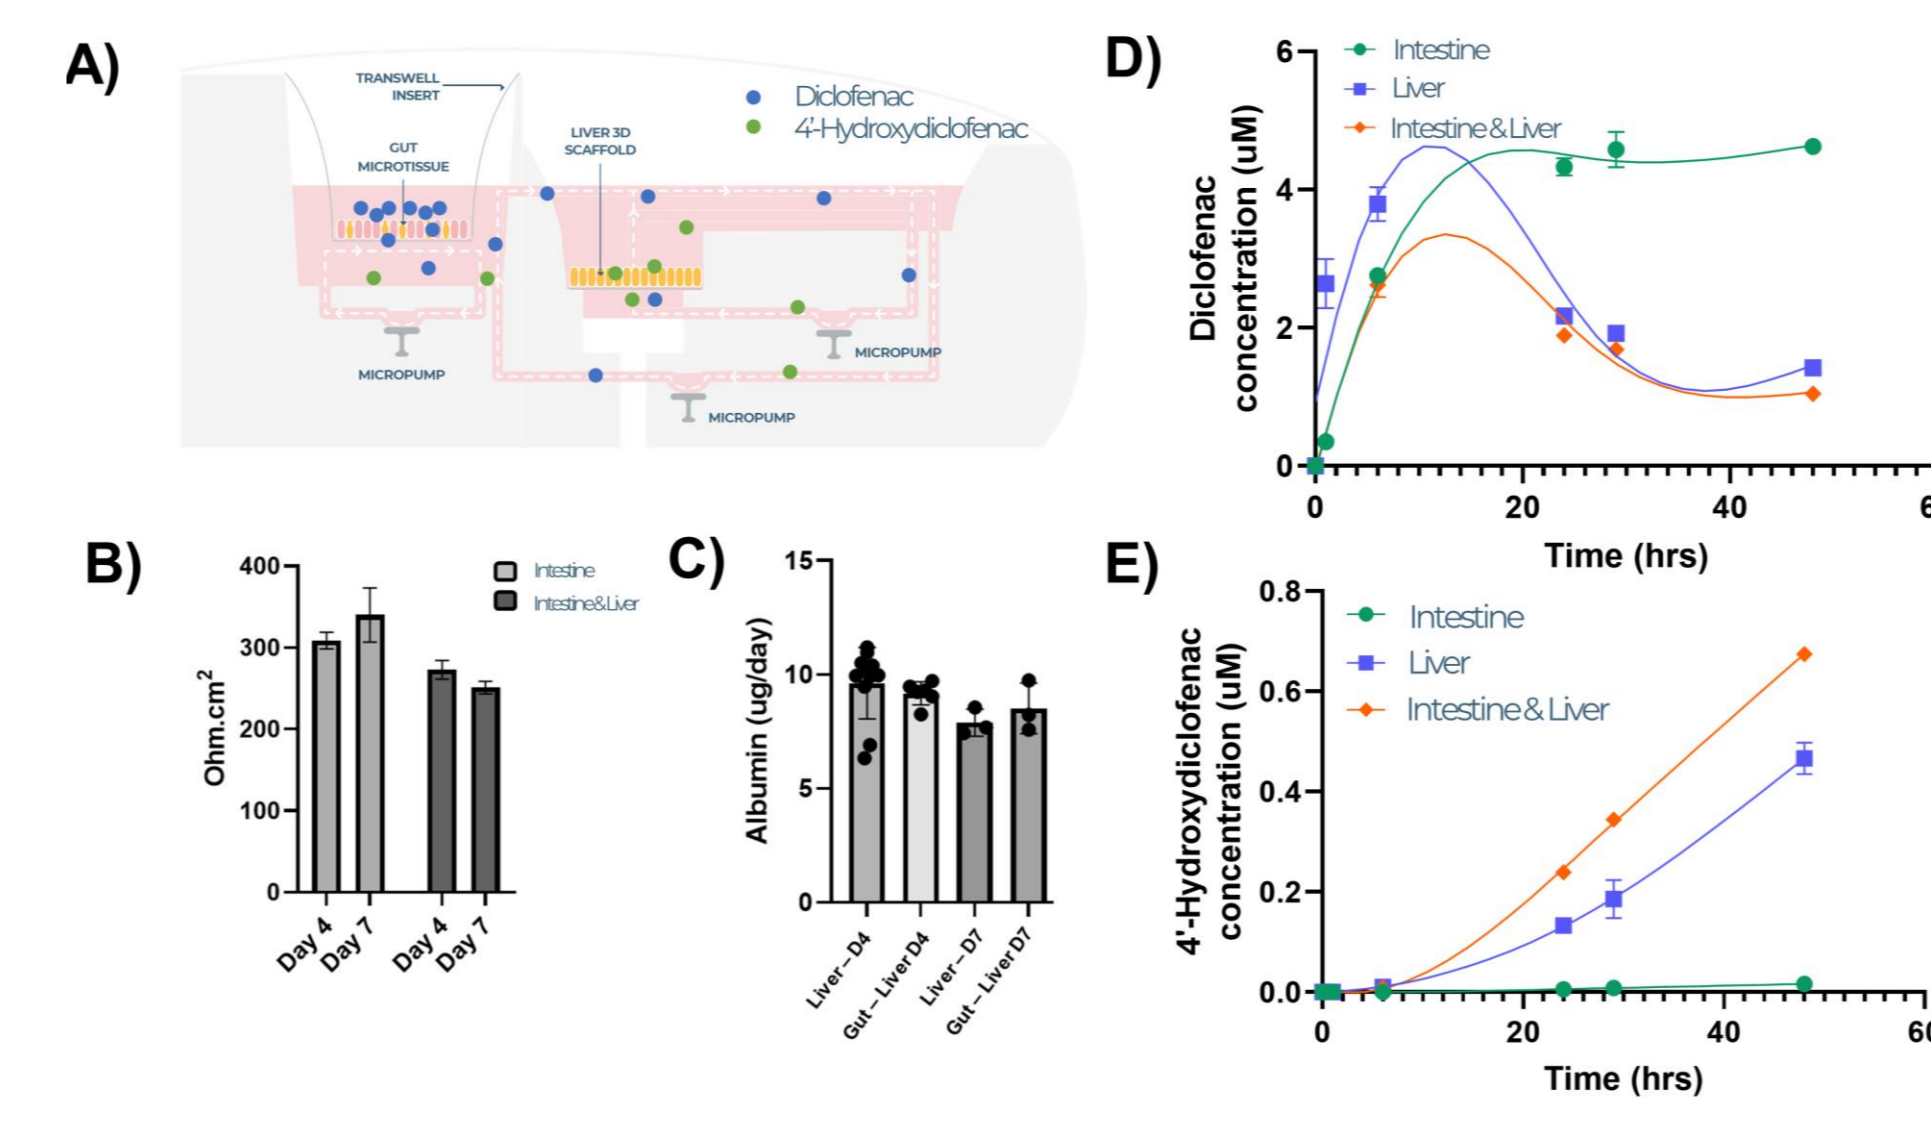 A)
TRANSWELL
INSERT
GUT
MICROTISSUE
LIVER 3D
SCAFFOLD
Diclofenac
4'-Hydroxydiclofenac
MICROPUMP
MICROPUMP
MICROPUMP
B)
Ohm.cm2
400
300
200
100
0
Day 4
Day 7
Day 4
Day 7
Intestine
Intestine&Liver
C)
Albumin (ug/day)
15
10
5
0
Liver – D4
Gut – Liver D4
Liver – D7
Gut – Liver D7
D)
Diclofenac
concentration (uM)
6
4
2
0
Intestine
Liver
Intestine & Liver
0
20
40
6
Time (hrs)
E)
4'-Hydroxydiclofenac
concentration (uM)
0.8
0.6
0.4
0.2
0.0
Intestine
Liver
Intestine & Liver
0
20
40
60
Time (hrs)